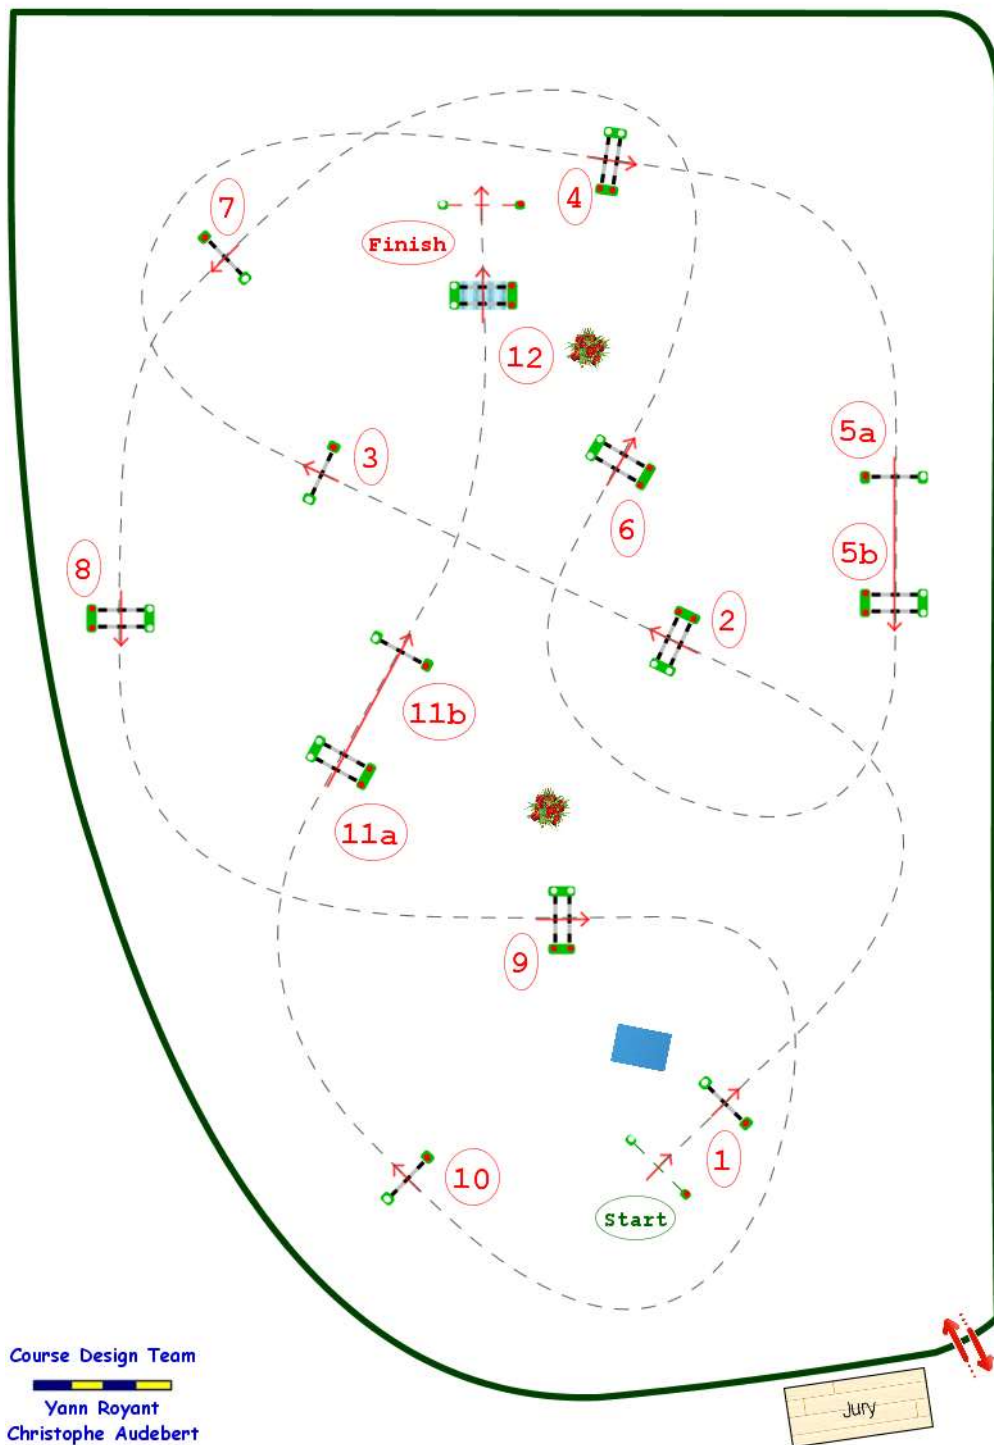 7
4
Finish
12
3
5a
6
5b
8
2
11b
11a
9
1
10
Start
Course Design Team
Yann Royant
Christophe Audebert
Jury